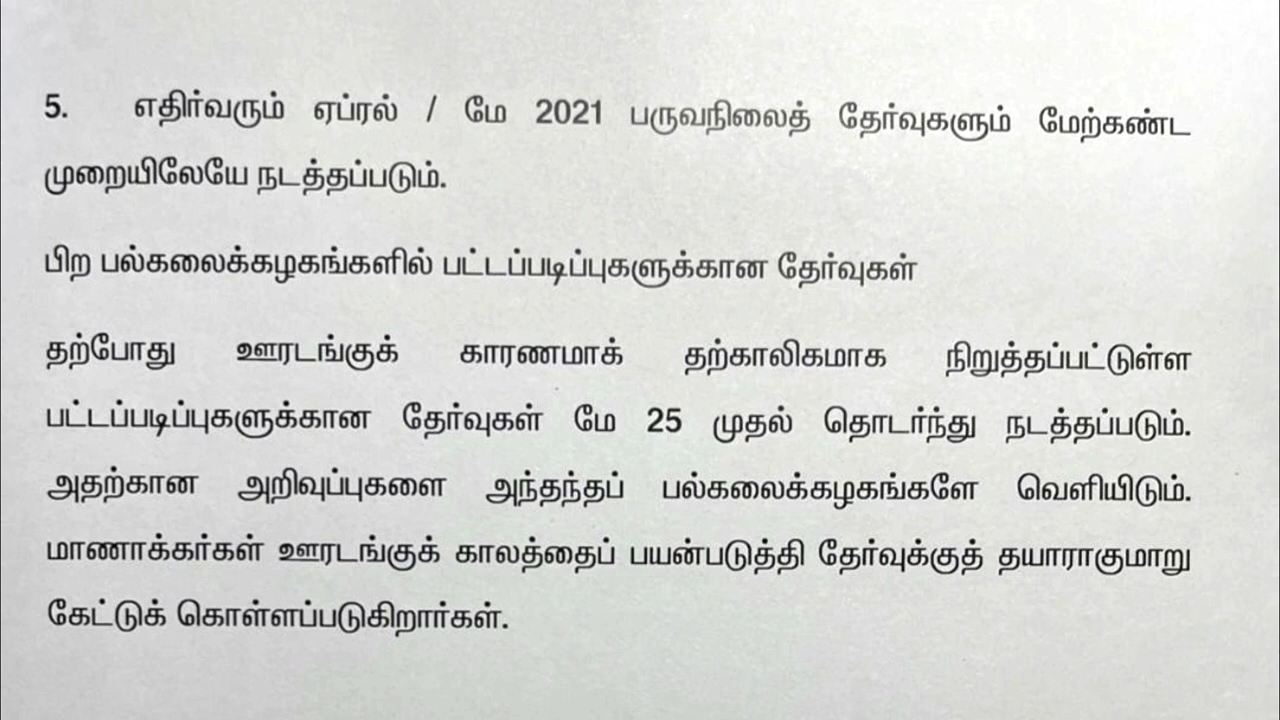 5. எதிர்வரும் ஏப்ரல் / மே 2021 பருவநிலைத் தேர்வுகளும் மேற்கண்ட
முறையிலேயே நடத்தப்படும்.
பிற பல்கலைக்கழகங்களில் பட்டப்படிப்புகளுக்கான தேர்வுகள்
தற்போது ஊரடங்குக் காரணமாக் தற்காலிகமாக நிறுத்தப்பட்டுள்ள
பட்டப்படிப்புகளுக்கான தேர்வுகள் மே 25 முதல் தொடர்ந்து நடத்தப்படும்.
அதற்கான அறிவுப்புகளை அந்தந்தப் பல்கலைக்கழகங்களே வெளியிடும்.
மாணாக்கர்கள் ஊரடங்குக் காலத்தைப் பயன்படுத்தி தேர்வுக்குத் தயாராகுமாறு
கேட்டுக் கொள்ளப்படுகிறார்கள்.